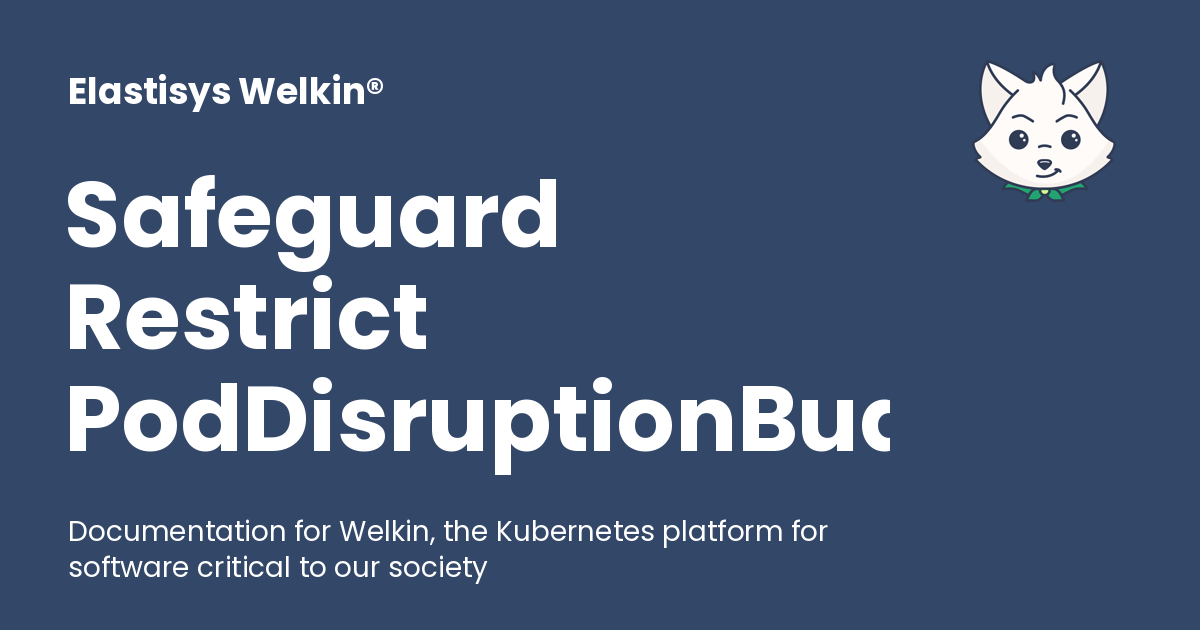 Elastisys Welkin®
Safeguard
Restrict
PodDisruptionBu
Documentation for Welkin, the Kubernetes platform for
software critical to our society